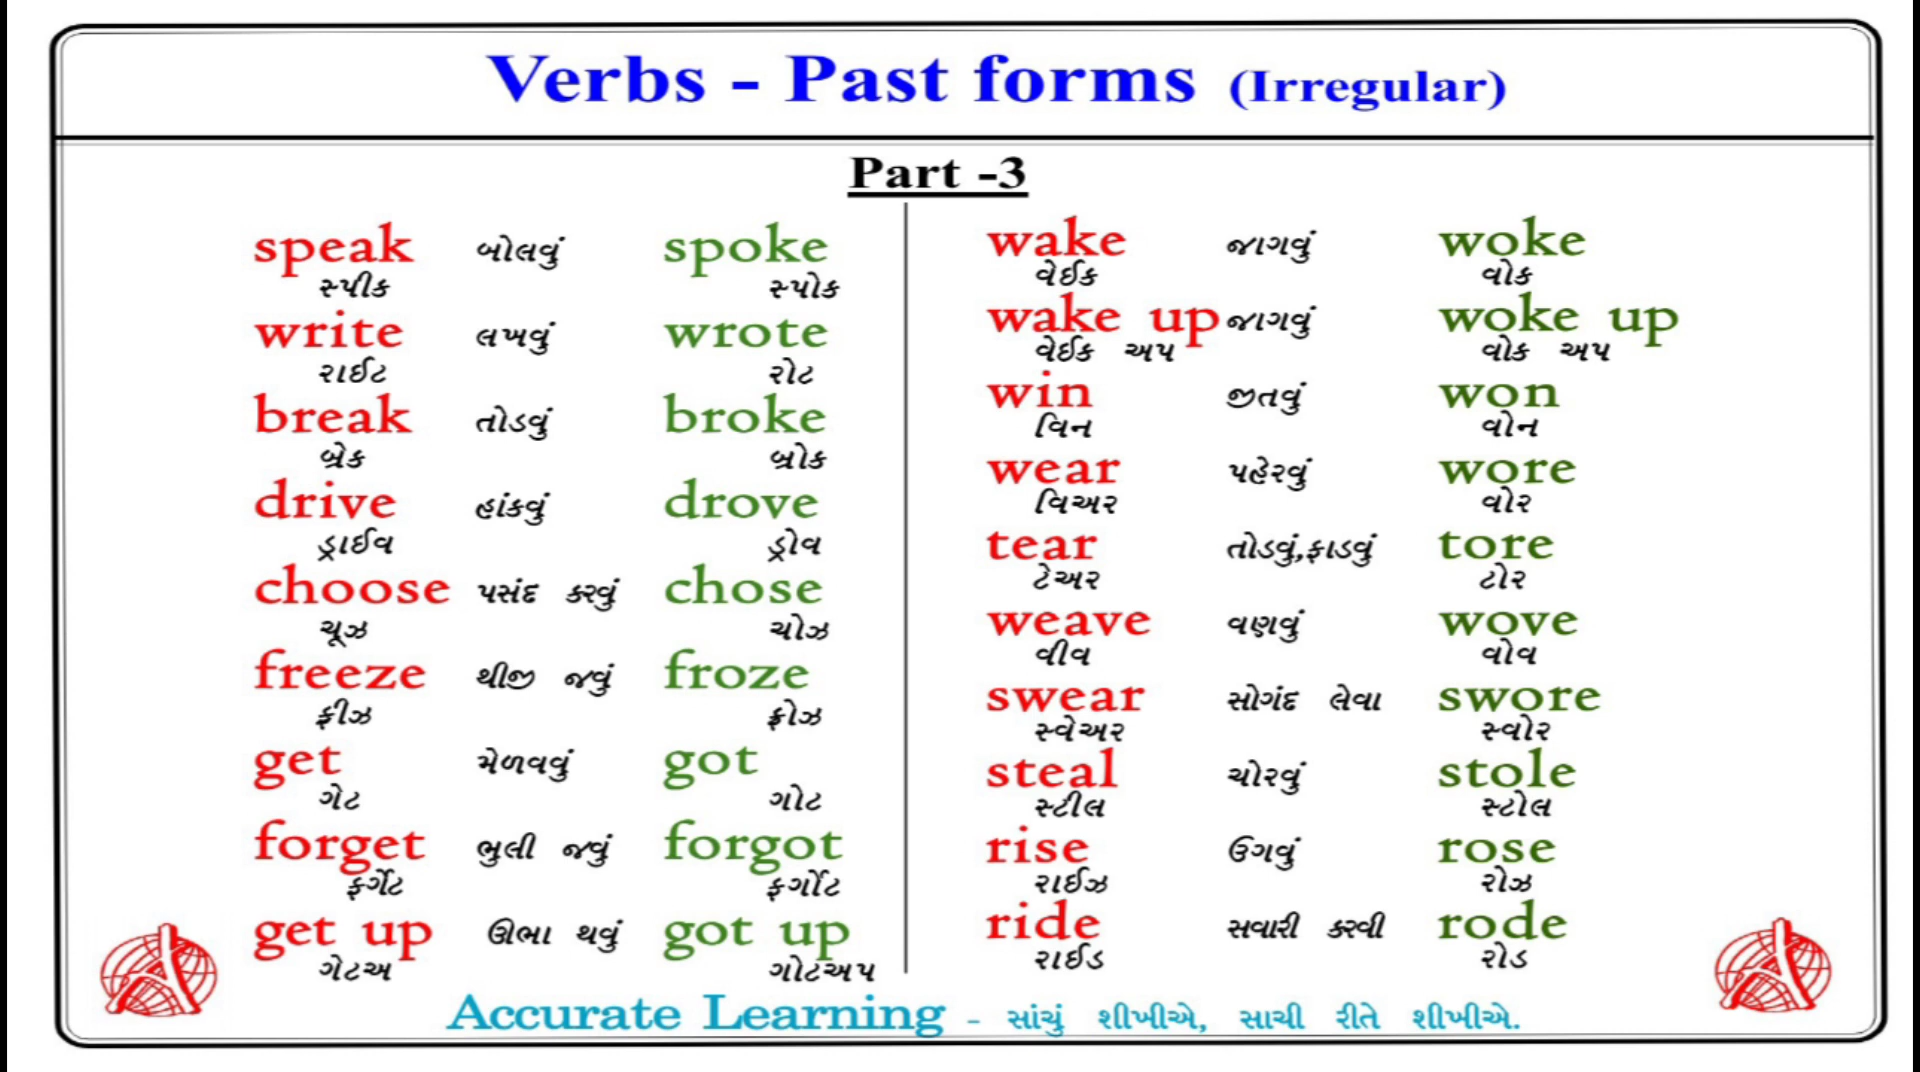 Verbs - Past forms (Irregular)
Part -3
speak બોલવું spoke
સ્પીક સ્પોક
write લખવું wrote
રાઈટ રોટ
break તોડવું broke
બ્રેક બ્રોક
drive હાંકવું drove
ડ્રાઈવ ડ્રોવ
choose પસંદ કરવું chose
ચૂઝ ચોઝ
freeze થીજી જવું froze
ફ્રીઝ ફ્રોઝ
get મેળવવું got
ગેટ ગોટ
forget ભુલી જવું forgot
ફર્ગેટ ફર્ગોટ
get up ઊભા થવું got up
ગેટઅ ગોટઅપ
wake જાગવું woke
વેઈક વોક
wake up જાગવું woke up
વેઈક અપ વોક અપ
win જીતવું won
વિન વોન
wear પહેરવું wore
વિઅર વોર
tear તોડવું,ફાડવું tore
ટેઅર ટોર
weave વણવું wove
વીવ વોવ
swear સોગંદ લેવા swore
સ્વેઅર સ્વોર
steal ચોરવું stole
સ્ટીલ સ્ટોલ
rise ઉગવું rose
રાઈઝ રોઝ
ride સવારી કરવી rode
રાઈડ રોડ
Accurate Learning - સાંચું શીખીએ, સાચી રીતે શીખીએ.